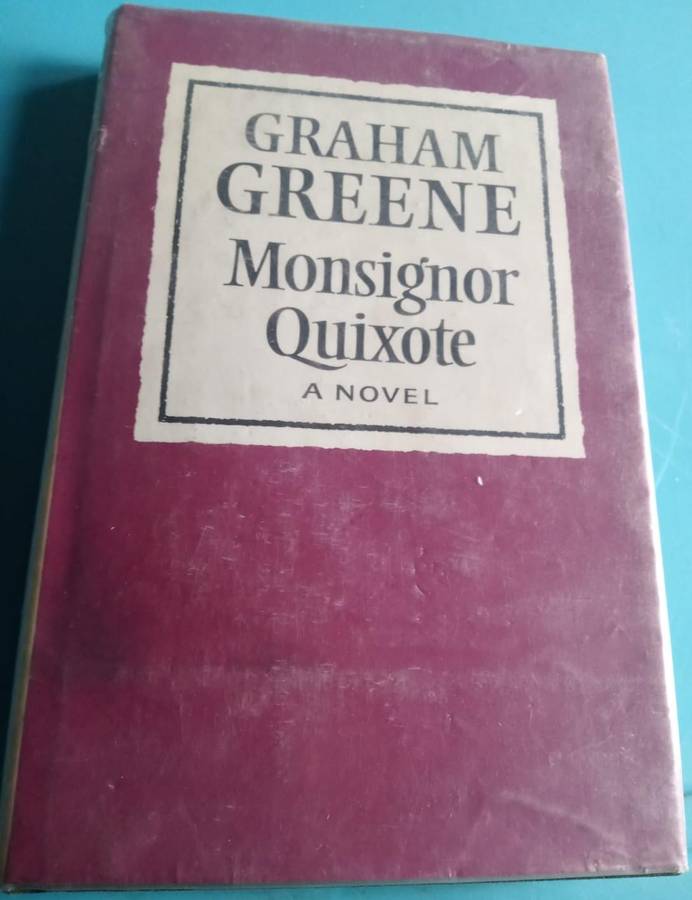 GRAHAM
GREENE
Monsignor
Quixote
A NOVEL